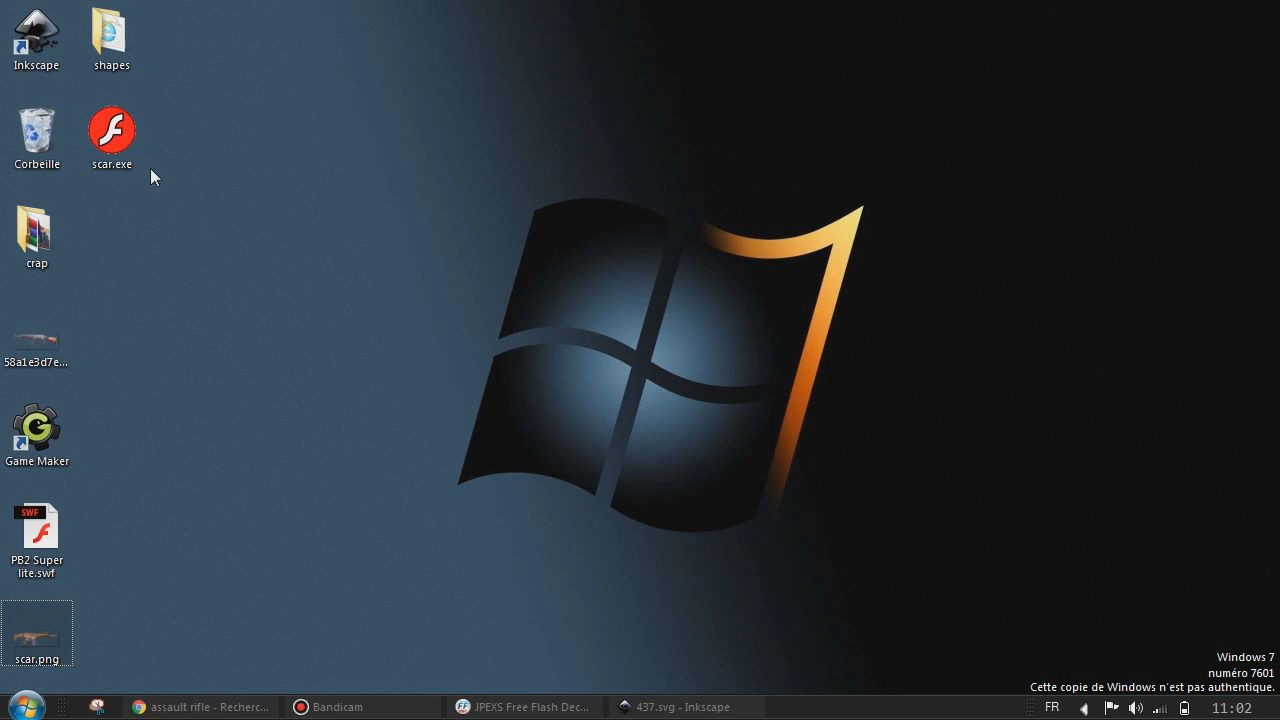 Inkscape
shapes
Corbeille
scar.exe
crap
58a1e3d7e...
Game Maker
SWF
PB2 Super
lite.swf
scar.png
Windows 7
numéro 7601
Cette copie de Windows n'est pas authentique.
assault rifle - Recherc...
Bandicam
FF
JPEXS Free Flash Dec...
437.svg - Inkscape
FR
11:02